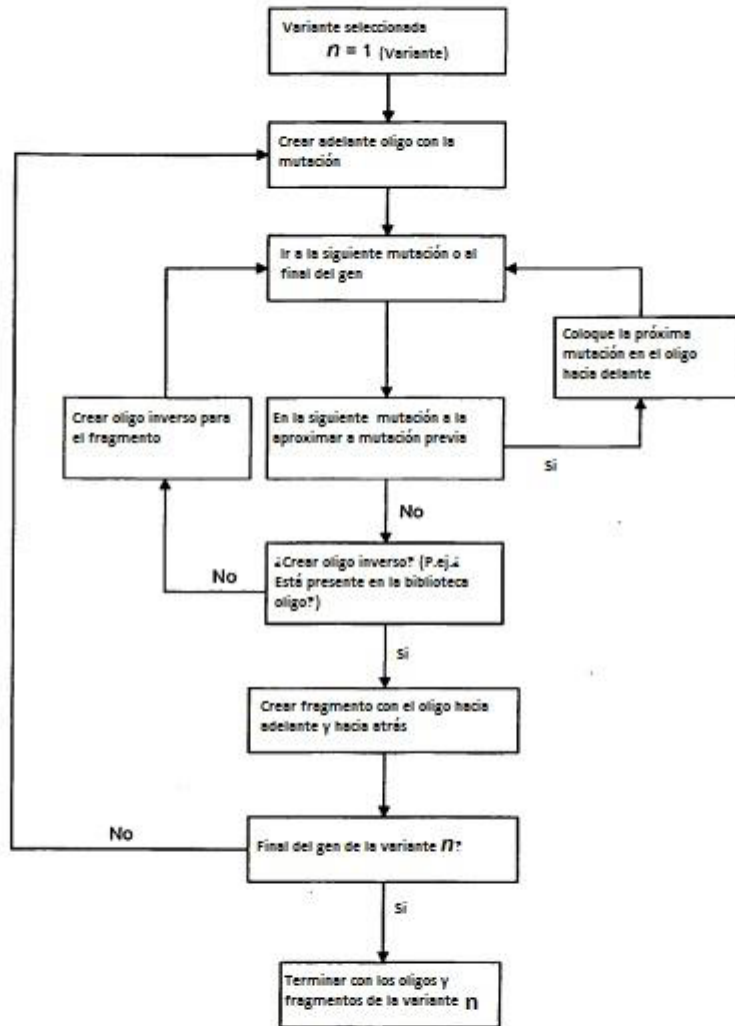 Variante seleccionada
n = 1 (Variante)
Crear adelante oligo con la
mutación
Ir a la siguiente mutación o al
final del gen
Coloque la próxima
mutación en el oligo
hacia delante
Crear oligo inverso para
el fragmento
En la siguiente mutación a la
aproximar a mutación previa
Si
No
¿Crear oligo inverso? (P.ej.¿
Está presente en la biblioteca
oligo?)
No
Si
Crear fragmento con el oligo hacia
adelante y hacia atrás
Final del gen de la variante n?
No
Si
Terminar con los oligos y
fragmentos de la variante n